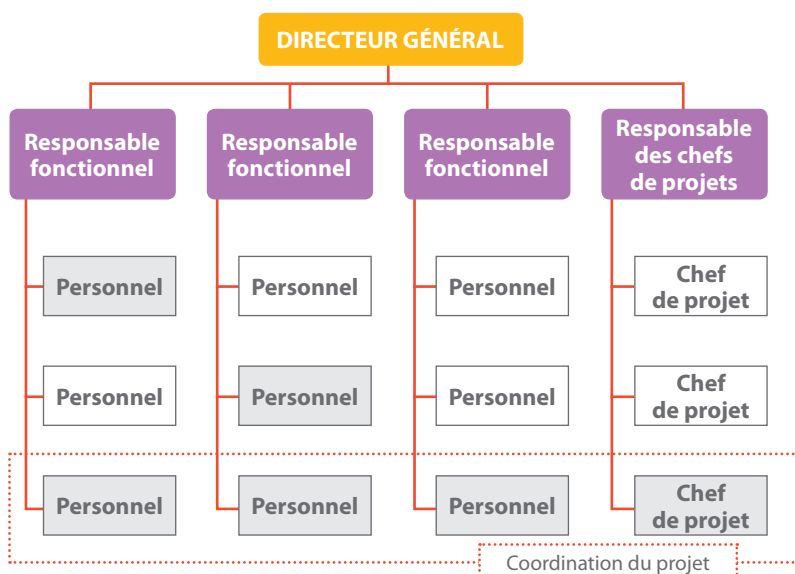 DIRECTEUR GÉNÉRAL
Responsable
fonctionnel
Responsable
fonctionnel
Responsable
fonctionnel
Responsable
des chefs
de projets
Personnel
Personnel
Personnel
Chef
de projet
Personnel
Personnel
Personnel
Chef
de projet
Personnel
Personnel
Personnel
Chef
de projet
Coordination du projet